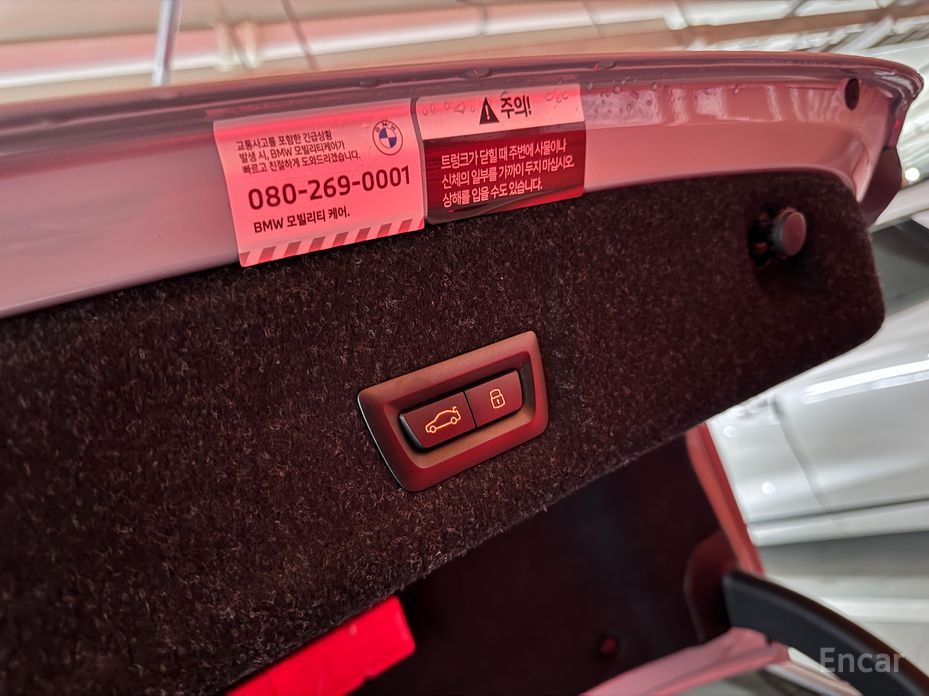 교통사고를 포함한 긴급상황
발생 시, BMW 모빌리티케어가
빠르고 친절하게 도와드리겠습니다.
080-269-0001
BMW 모빌리티 케어.
BMW
주의!
트렁크가 닫힐 때 주변에 사물이나
신체의 일부를 가까이 두지 마십시오.
상해를 입을 수도 있습니다.
Encar